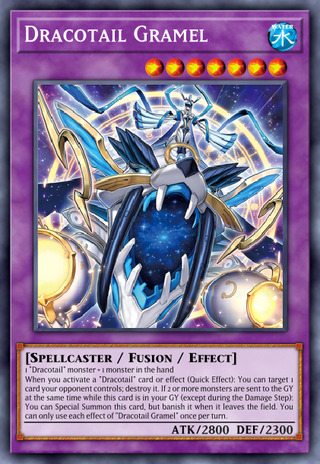 Dracotail Gramel
WATER
水
[Spellcaster / Fusion / Effect]
1 "Dracotail" monster + 1 monster in the hand
When you activate a "Dracotail" card or effect (Quick Effect): You can target 1
card your opponent controls; destroy it. If 2 or more monsters are sent to the GY
at the same time while this card is in your GY (except during the Damage Step):
You can Special Summon this card, but banish it when it leaves the field. You
can only use each effect of "Dracotail Gramel" once per turn.
ATK/2800 DEF/2300